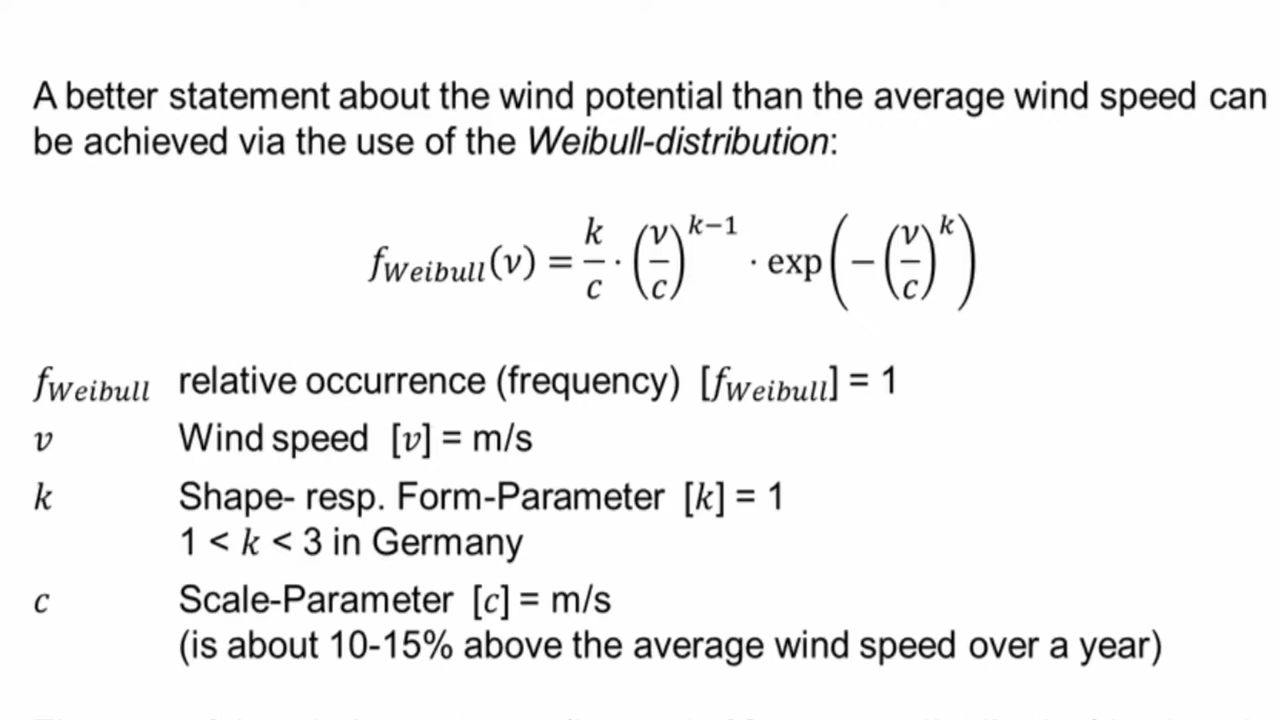 A better statement about the wind potential than the average wind speed can
be achieved via the use of the Weibull-distribution:
f_Weibull(v) = k/c · (v/c)^(k−1) · exp(−(v/c)^k)
f_Weibull relative occurrence (frequency) [f_Weibull] = 1
v Wind speed [v] = m/s
k Shape- resp. Form-Parameter [k] = 1
1 < k < 3 in Germany
c Scale-Parameter [c] = m/s
(is about 10-15% above the average wind speed over a year)